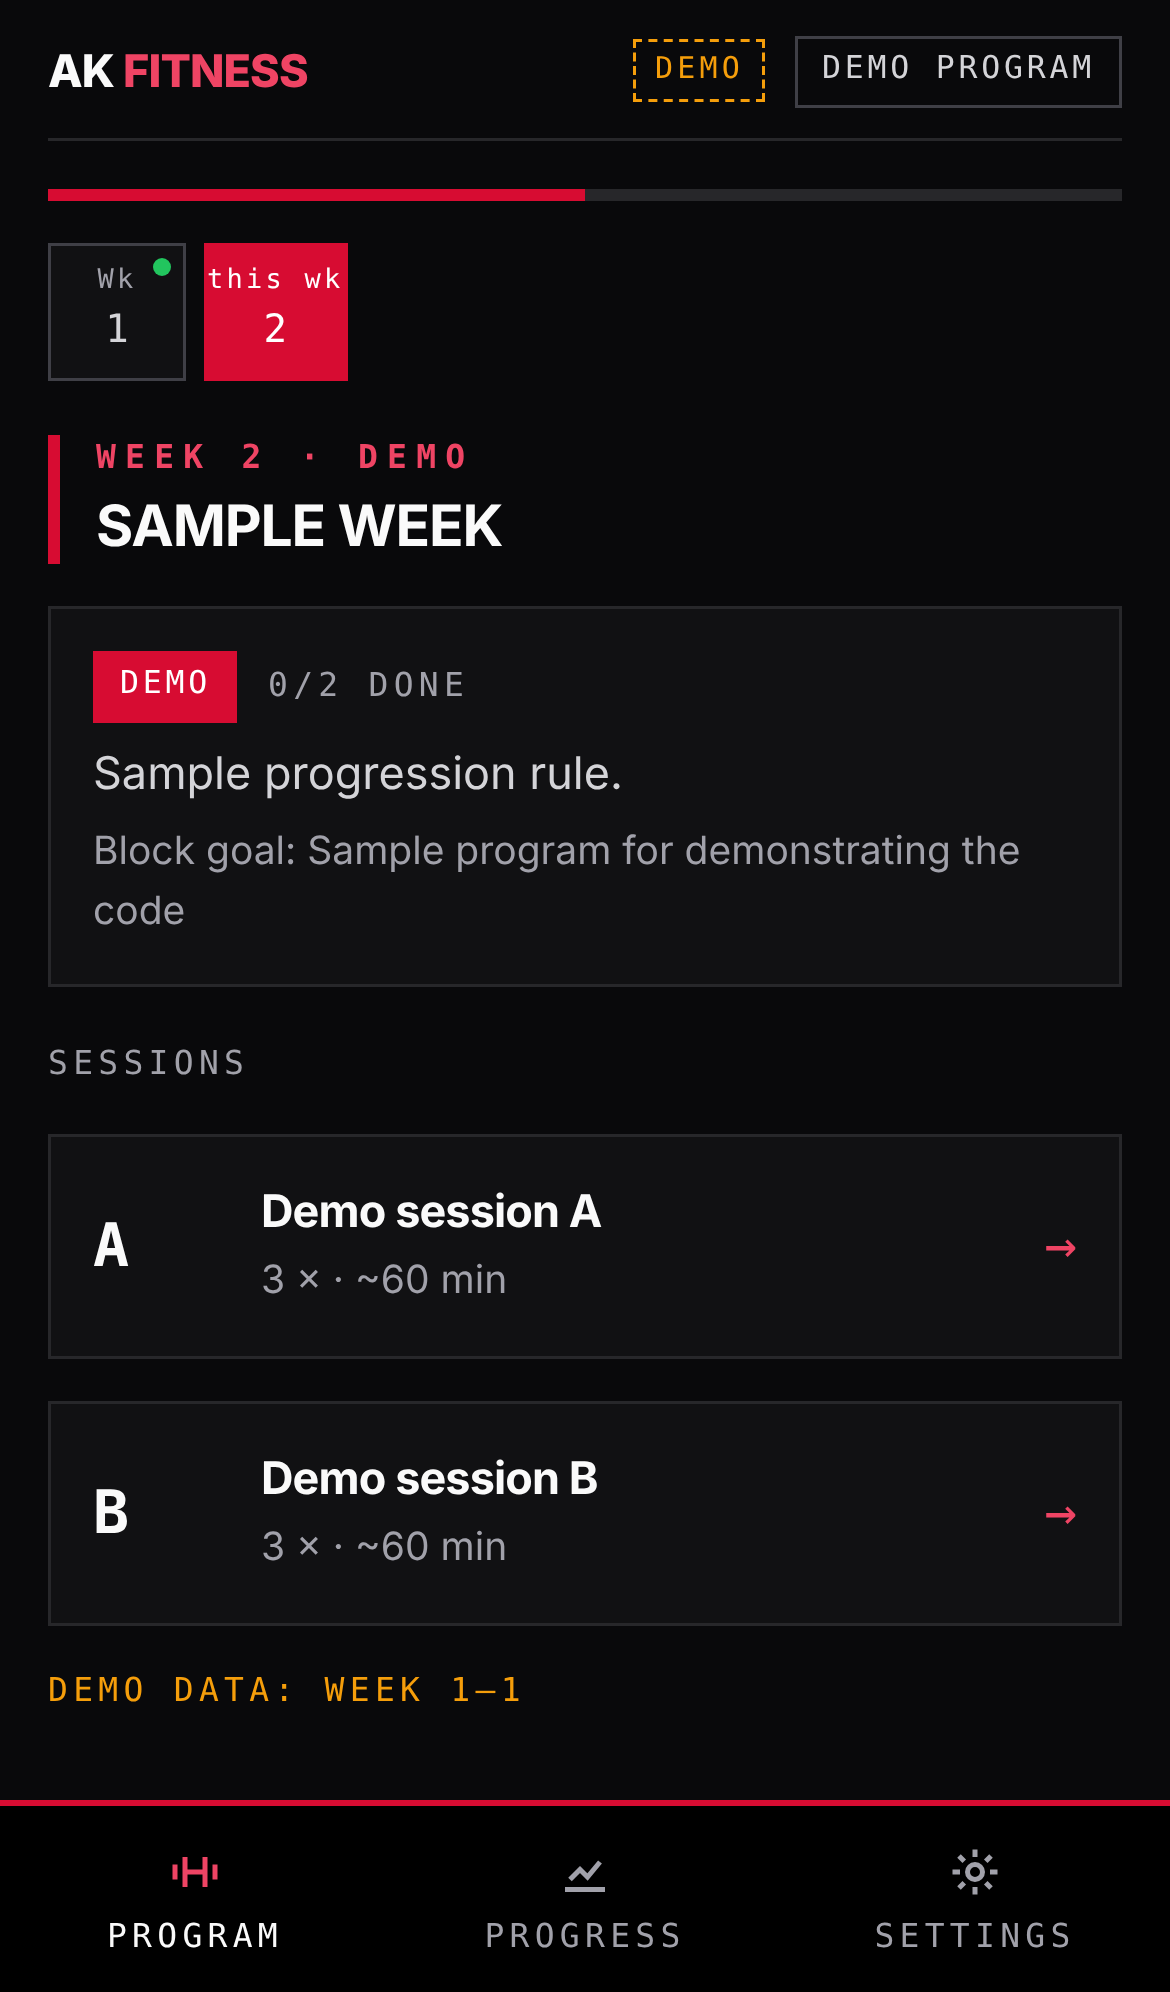 AK FITNESS
DEMO
DEMO PROGRAM
Wk
1
this wk
2
WEEK 2 · DEMO
SAMPLE WEEK
DEMO
0/2 DONE
Sample progression rule.
Block goal: Sample program for demonstrating the
code
SESSIONS
A
Demo session A
3 × · ~60 min
→
B
Demo session B
3 × · ~60 min
→
DEMO DATA: WEEK 1–1
PROGRAM
PROGRESS
SETTINGS